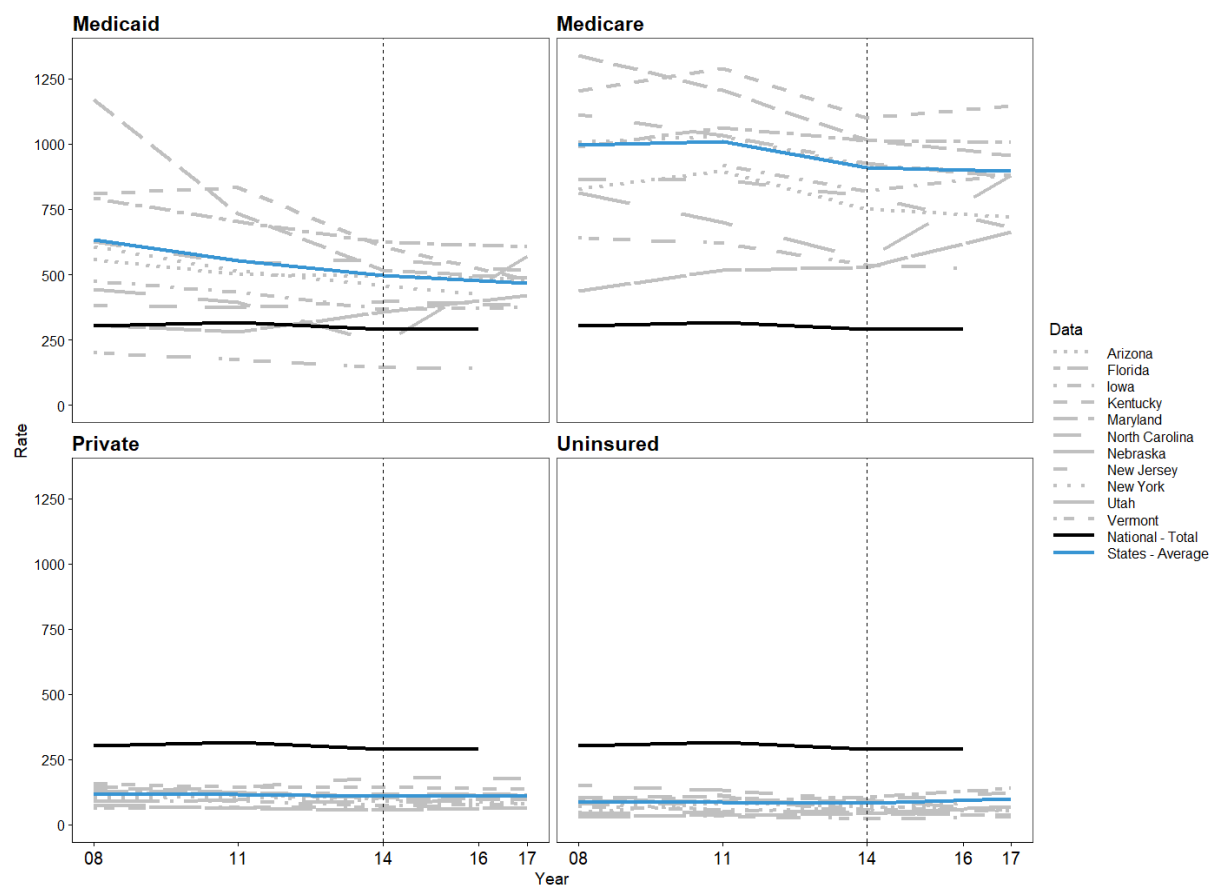 Medicaid
Medicare
1250
1000
750
500
250
0
Private
Uninsured
1250
1000
750
500
250
0
08
11
14
16
17
08
11
14
16
17
Year
Rate
Data
Arizona
Florida
Iowa
Kentucky
Maryland
North Carolina
Nebraska
New Jersey
New York
Utah
Vermont
National - Total
States - Average